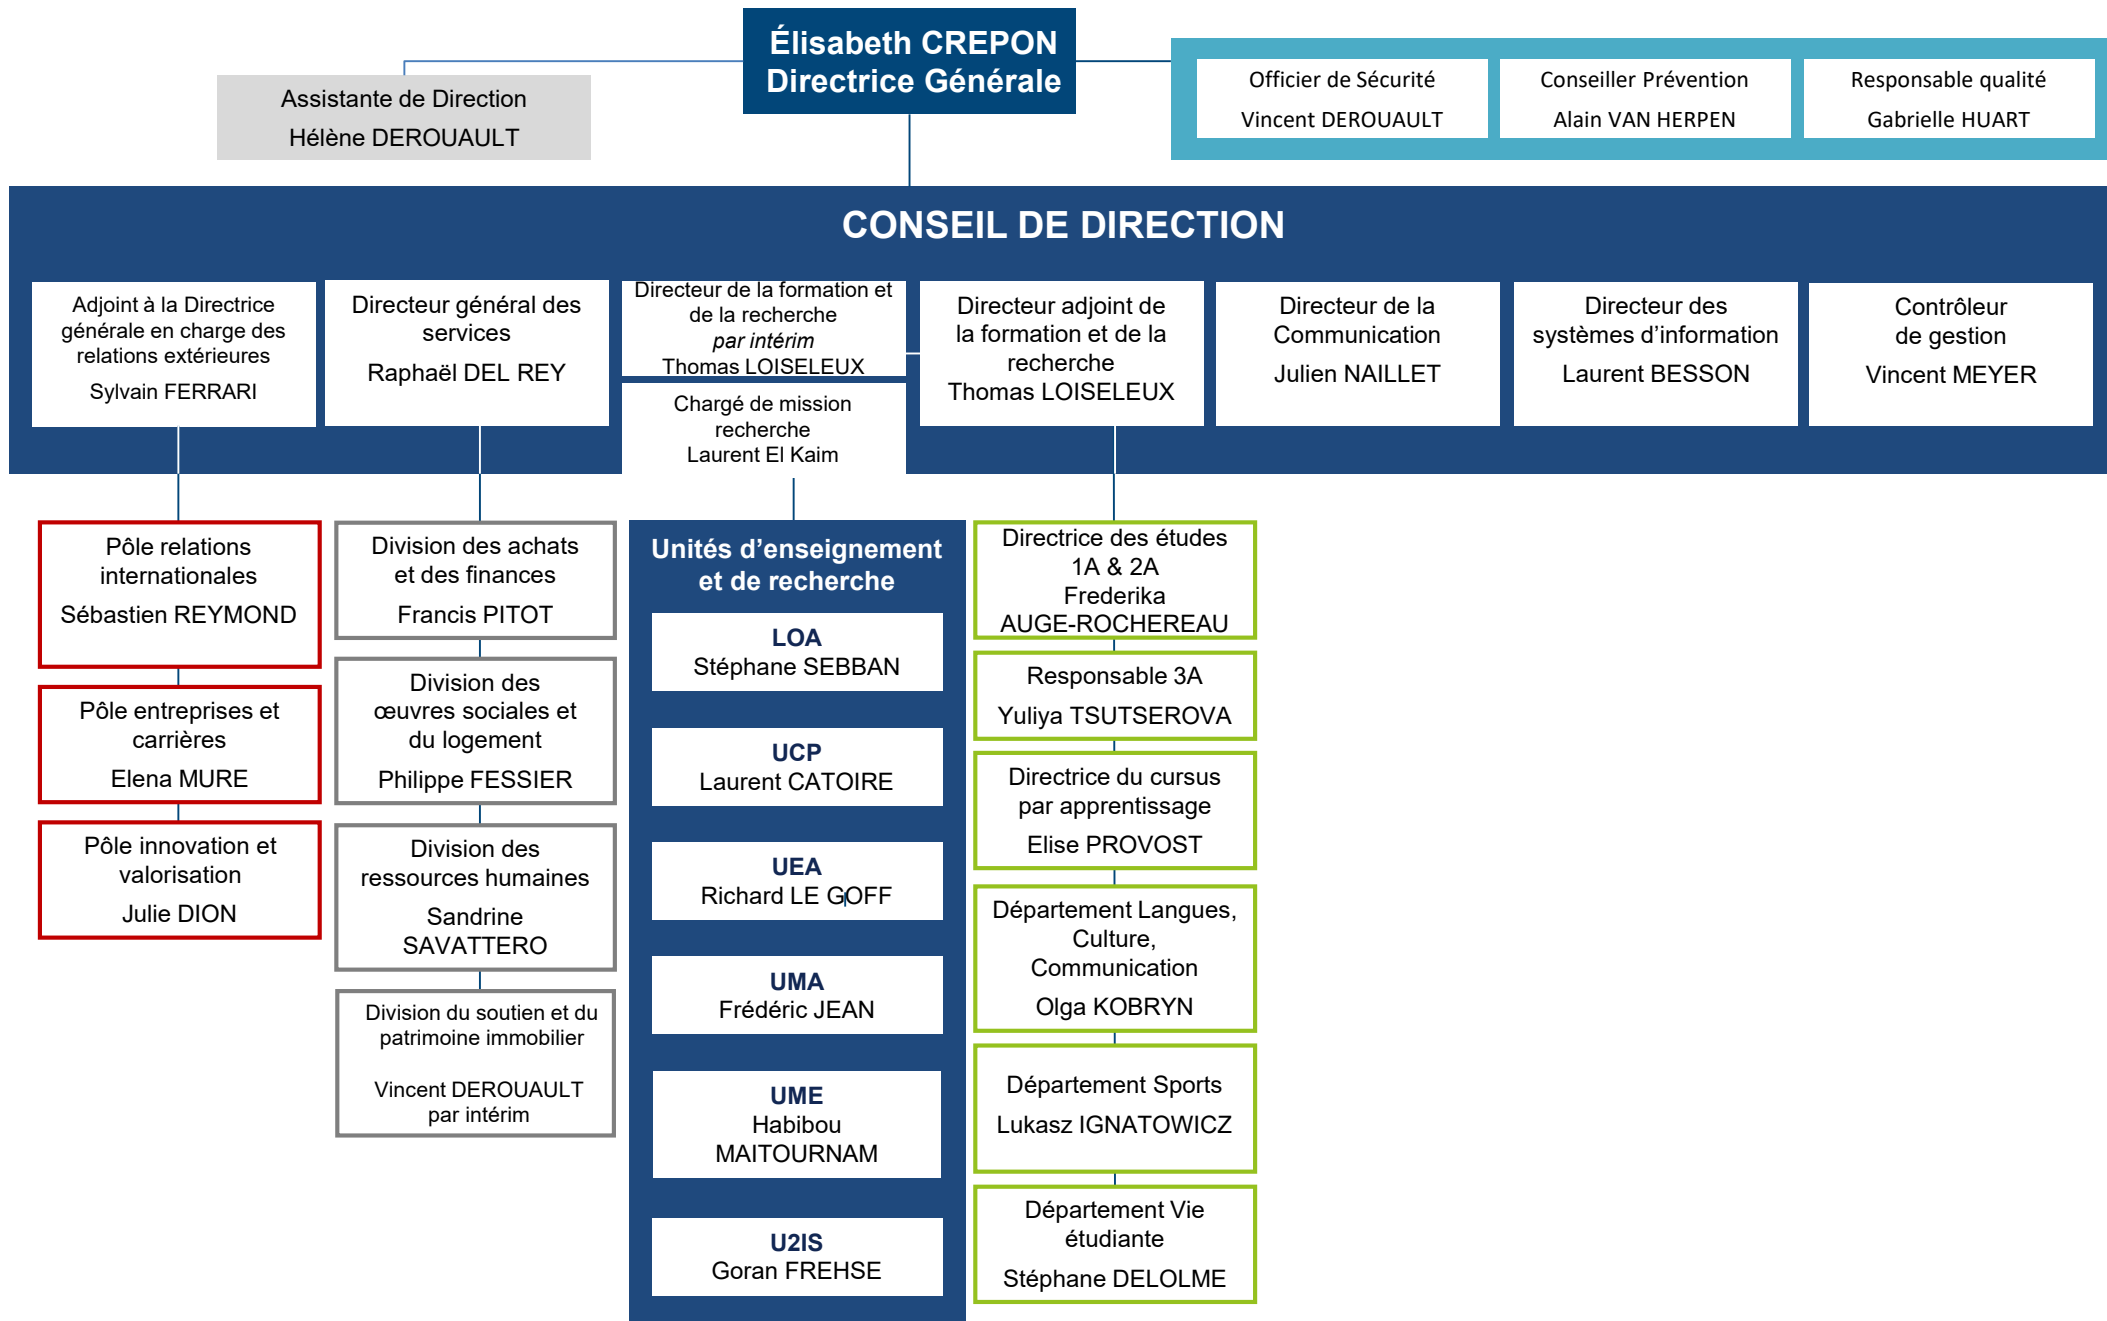 Élisabeth CREPON
Directrice Générale
Assistante de Direction
Hélène DEROUAULT
Officier de Sécurité
Vincent DEROUAULT
Conseiller Prévention
Alain VAN HERPEN
Responsable qualité
Gabrielle HUART
CONSEIL DE DIRECTION
Adjoint à la Directrice
générale en charge des
relations extérieures
Sylvain FERRARI
Directeur général des
services
Raphaël DEL REY
Directeur de la formation et
de la recherche
par intérim
Thomas LOISELEUX
Chargé de mission
recherche
Laurent El Kaim
Directeur adjoint de
la formation et de la
recherche
Thomas LOISELEUX
Directeur de la
Communication
Julien NAILLET
Directeur des
systèmes d'information
Laurent BESSON
Contrôleur
de gestion
Vincent MEYER
Pôle relations
internationales
Sébastien REYMOND
Pôle entreprises et
carrières
Elena MURE
Pôle innovation et
valorisation
Julie DION
Division des achats
et des finances
Francis PITOT
Division des
œuvres sociales et
du logement
Philippe FESSIER
Division des
ressources humaines
Sandrine
SAVATTERO
Division du soutien et du
patrimoine immobilier
Vincent DEROUAULT
par intérim
Unités d'enseignement
et de recherche
LOA
Stéphane SEBBAN
UCP
Laurent CATOIRE
UEA
Richard LE GOFF
UMA
Frédéric JEAN
UME
Habibou
MAITOURNAM
U2IS
Goran FREHSE
Directrice des études
1A & 2A
Frederika
AUGE-ROCHEREAU
Responsable 3A
Yuliya TSUTSEROVA
Directrice du cursus
par apprentissage
Elise PROVOST
Département Langues,
Culture,
Communication
Olga KOBRYN
Département Sports
Lukasz IGNATOWICZ
Département Vie
étudiante
Stéphane DELOLME